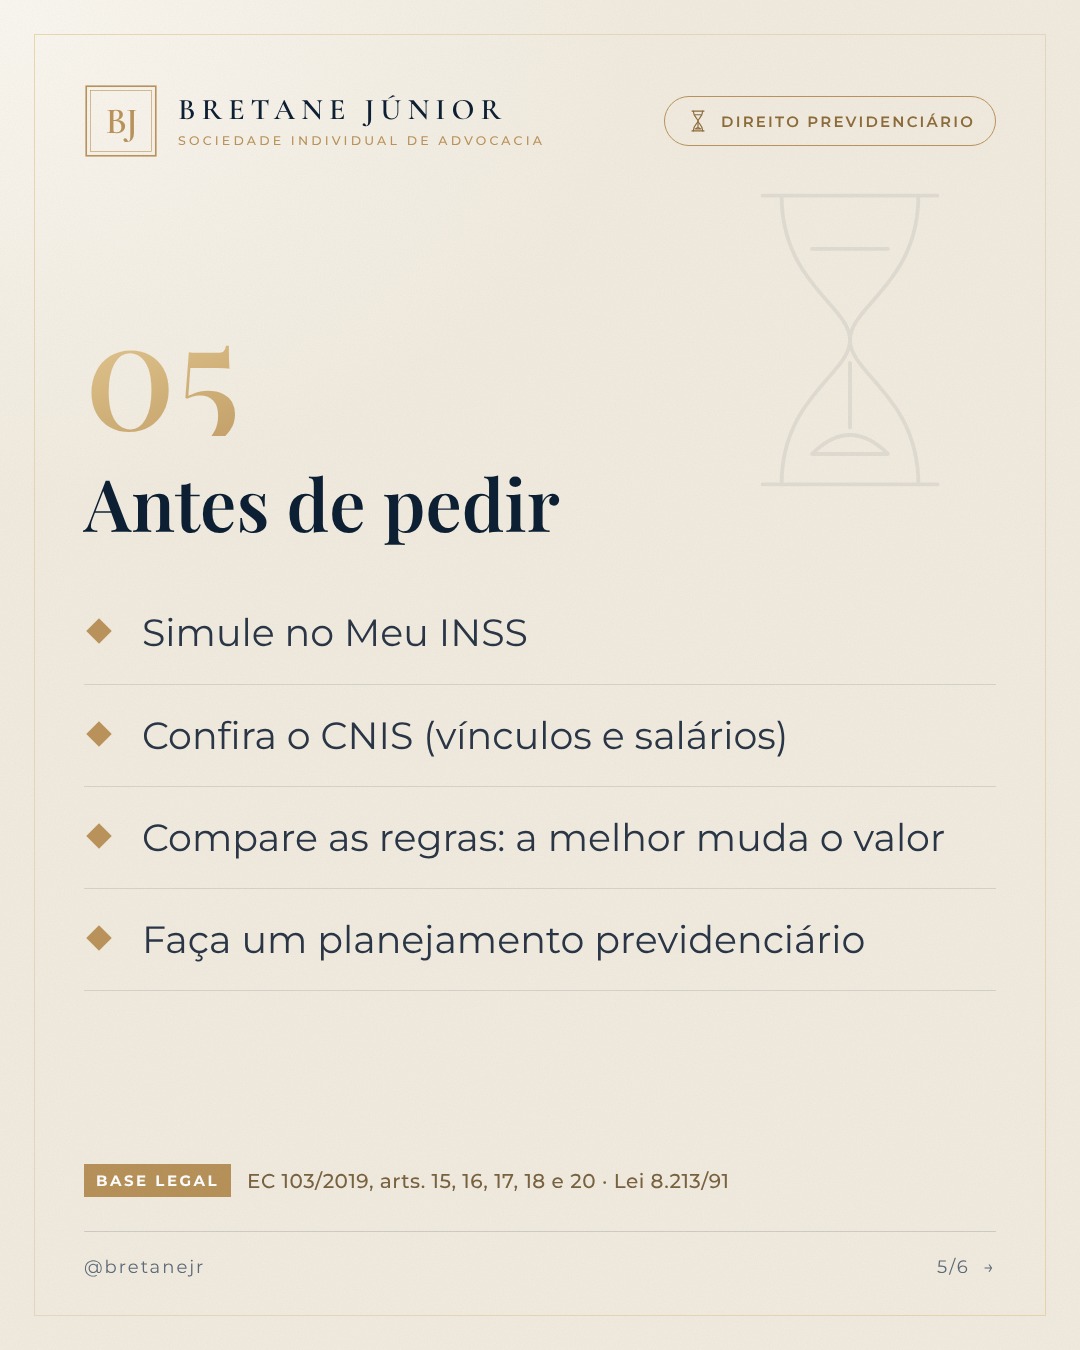 BJ
BRETANE JÚNIOR
SOCIEDADE INDIVIDUAL DE ADVOCACIA
DIREITO PREVIDENCIÁRIO
05
Antes de pedir
Simule no Meu INSS
Confira o CNIS (vínculos e salários)
Compare as regras: a melhor muda o valor
Faça um planejamento previdenciário
BASE LEGAL EC 103/2019, arts. 15, 16, 17, 18 e 20 · Lei 8.213/91
@bretanejr
5/6 →